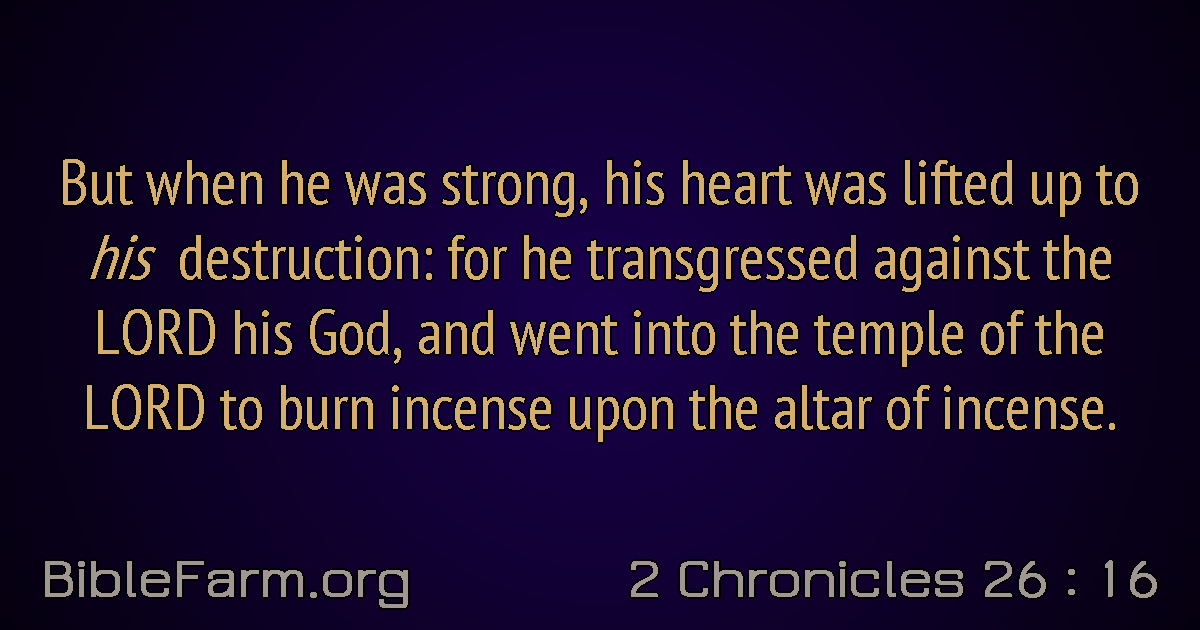 But when he was strong, his heart was lifted up to
his destruction: for he transgressed against the
LORD his God, and went into the temple of the
LORD to burn incense upon the altar of incense.
BibleFarm.org
2 Chronicles 26 : 16